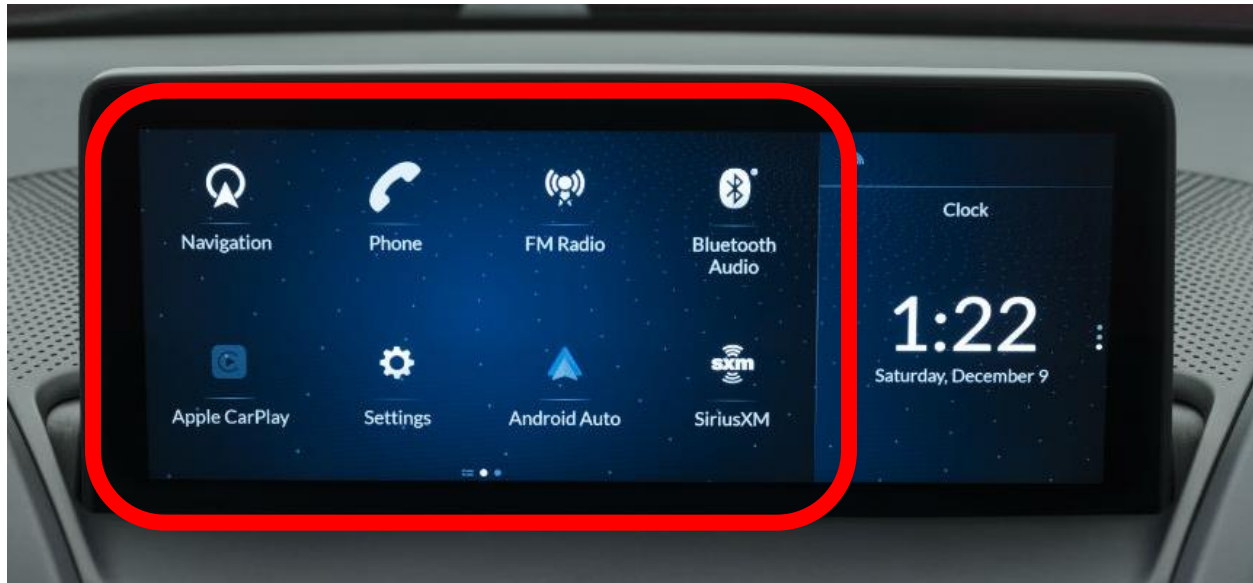 Navigation
Phone
FM Radio
Bluetooth
Audio
Apple CarPlay
Settings
Android Auto
sxm
SiriusXM
Clock
1:22
Saturday, December 9